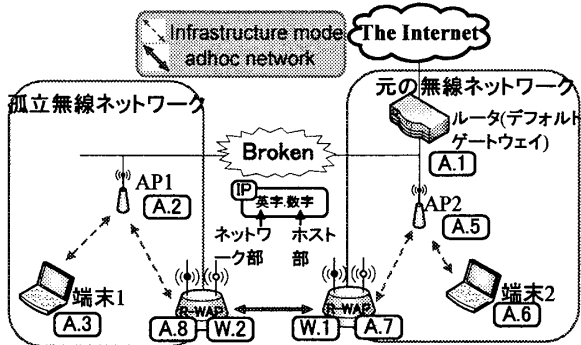 Infrastructure mode
adhoc network
The Internet
孤立無線ネットワーク
元の無線ネットワーク
ルータ(デフォルト
ゲートウェイ)
A.1
Broken
AP1
A.2
IP
英字.数字
ネットワ
ーク部
ホスト
部
AP2
A.5
端末1
A.3
R-WAP
A.8
W.2
R-WAP
W.1
A.7
端末2
A.6